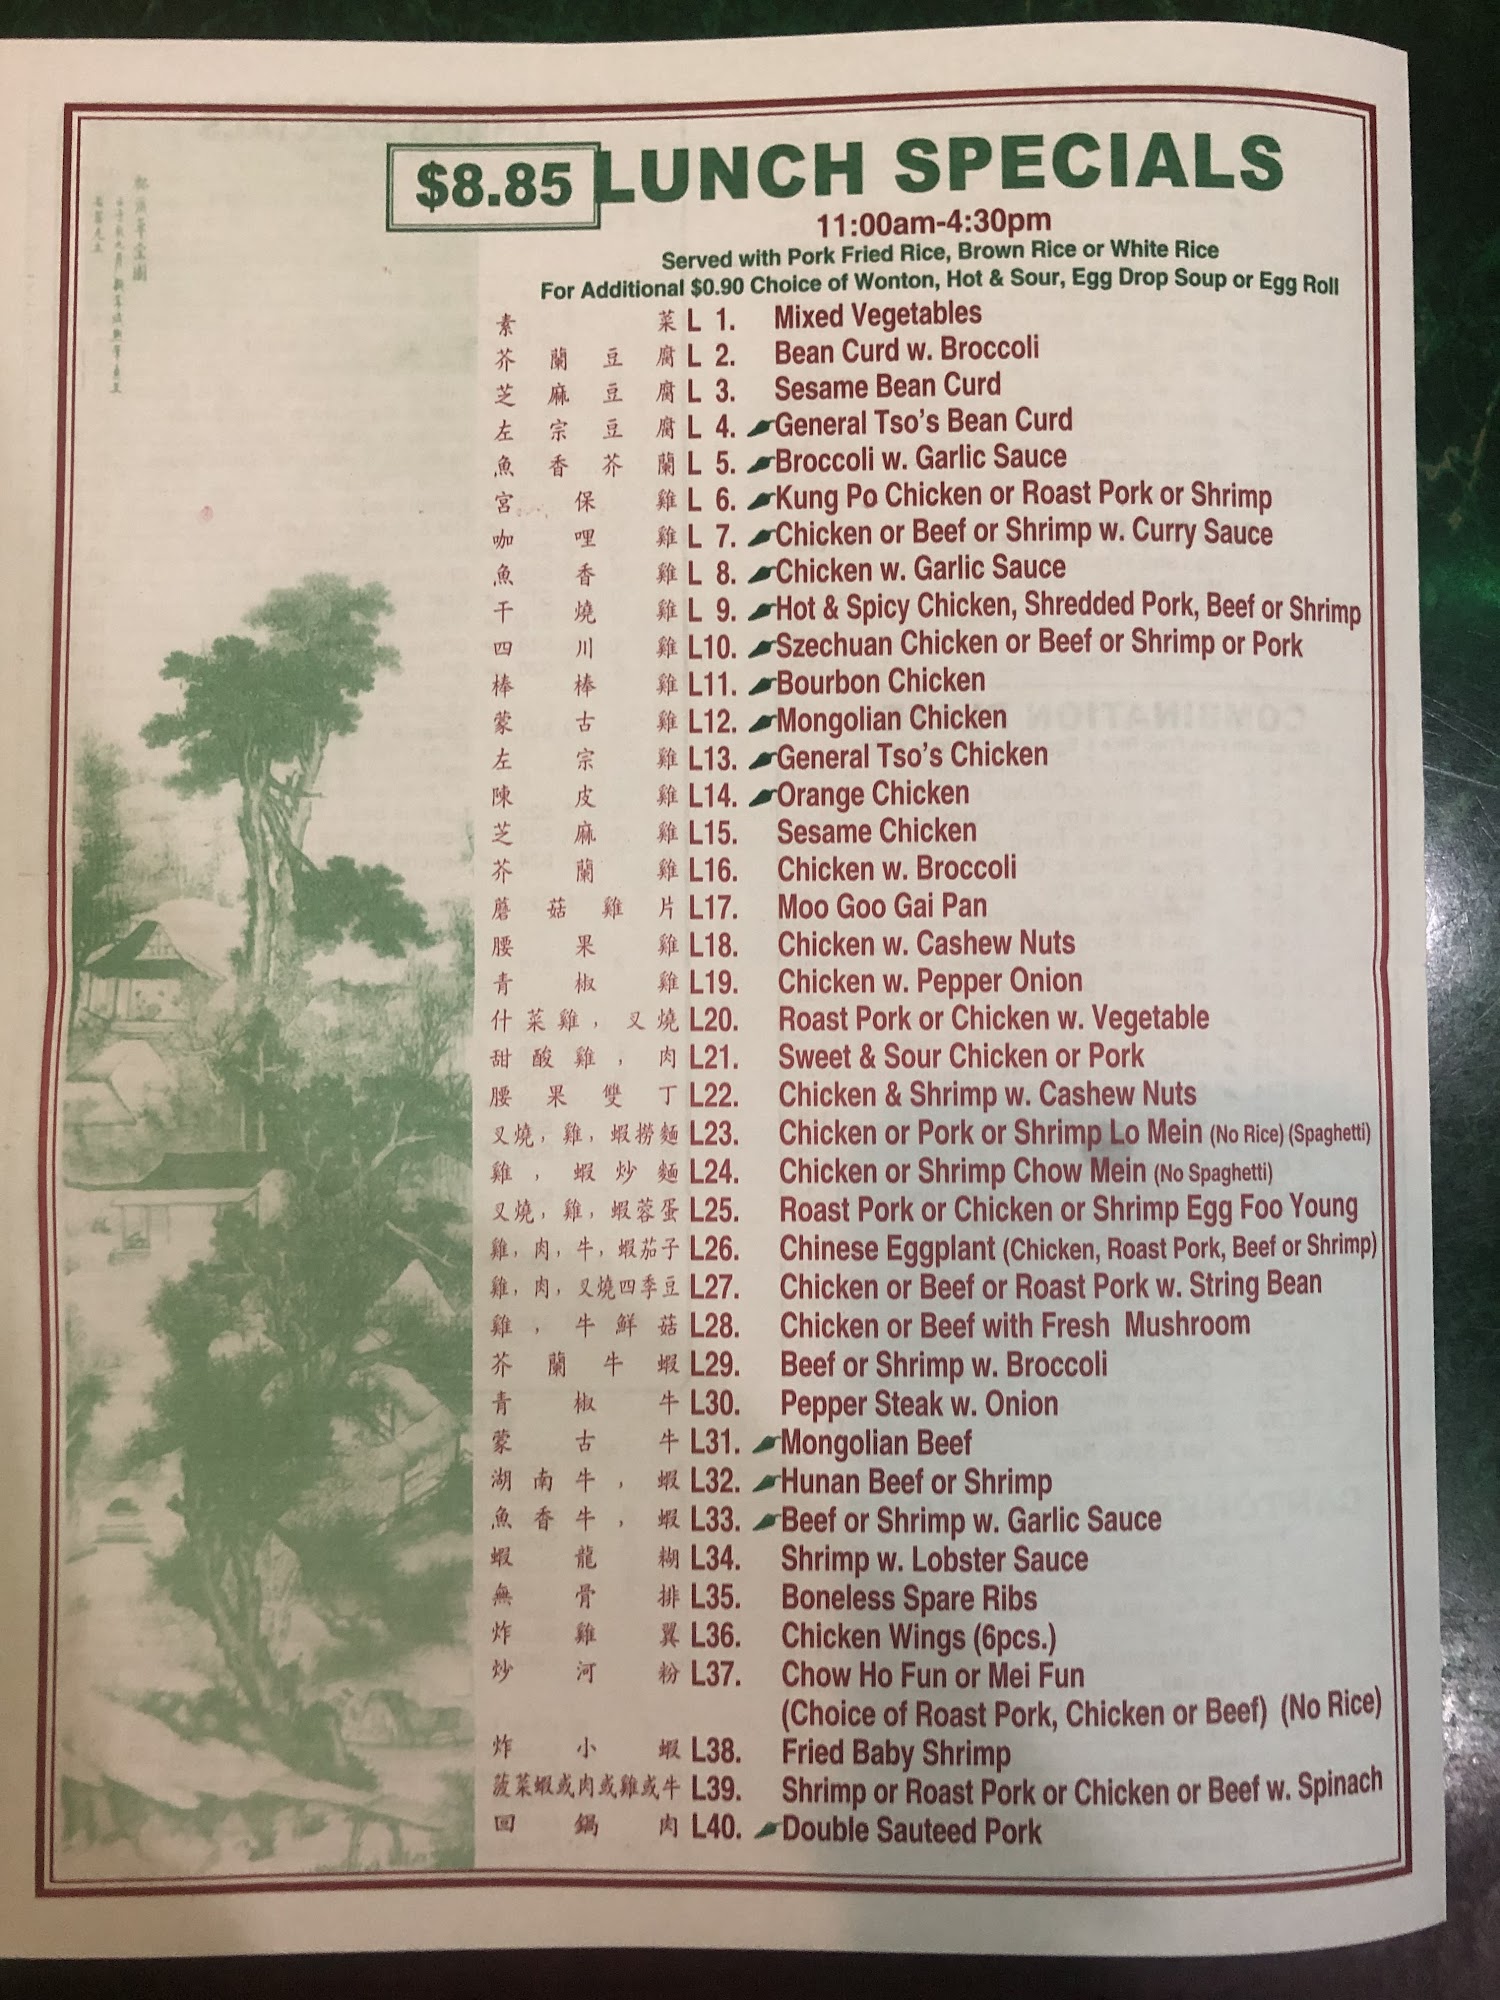 $8.85 LUNCH SPECIALS
11:00am-4:30pm
Served with Pork Fried Rice, Brown Rice or White Rice
For Additional $0.90 Choice of Wonton, Hot & Sour, Egg Drop Soup or Egg Roll
素菜 L 1. Mixed Vegetables
芥蘭豆腐 L 2. Bean Curd w. Broccoli
芝麻豆腐 L 3. Sesame Bean Curd
左宗豆腐 L 4. General Tso's Bean Curd
魚香芥蘭 L 5. Broccoli w. Garlic Sauce
宮保雞 L 6. Kung Po Chicken or Roast Pork or Shrimp
咖哩雞 L 7. Chicken or Beef or Shrimp w. Curry Sauce
魚香雞 L 8. Chicken w. Garlic Sauce
干燒雞 L 9. Hot & Spicy Chicken, Shredded Pork, Beef or Shrimp
四川雞 L10. Szechuan Chicken or Beef or Shrimp or Pork
棒棒雞 L11. Bourbon Chicken
蒙古雞 L12. Mongolian Chicken
左宗雞 L13. General Tso's Chicken
陳皮雞 L14. Orange Chicken
芝麻雞 L15. Sesame Chicken
芥蘭雞 L16. Chicken w. Broccoli
蘑菇雞片 L17. Moo Goo Gai Pan
腰果雞 L18. Chicken w. Cashew Nuts
青椒雞 L19. Chicken w. Pepper Onion
什菜雞，叉燒 L20. Roast Pork or Chicken w. Vegetable
甜酸雞，肉 L21. Sweet & Sour Chicken or Pork
腰果雙丁 L22. Chicken & Shrimp w. Cashew Nuts
叉燒，雞，蝦撈麵 L23. Chicken or Pork or Shrimp Lo Mein (No Rice) (Spaghetti)
雞，蝦炒麵 L24. Chicken or Shrimp Chow Mein (No Spaghetti)
叉燒，雞，蝦蓉蛋 L25. Roast Pork or Chicken or Shrimp Egg Foo Young
雞，肉，牛，蝦茄子 L26. Chinese Eggplant (Chicken, Roast Pork, Beef or Shrimp)
雞，肉，叉燒四季豆 L27. Chicken or Beef or Roast Pork w. String Bean
雞，牛鮮菇 L28. Chicken or Beef with Fresh Mushroom
芥蘭牛蝦 L29. Beef or Shrimp w. Broccoli
青椒牛 L30. Pepper Steak w. Onion
蒙古牛 L31. Mongolian Beef
湖南牛，蝦 L32. Hunan Beef or Shrimp
魚香牛，蝦 L33. Beef or Shrimp w. Garlic Sauce
蝦龍糊 L34. Shrimp w. Lobster Sauce
無骨排 L35. Boneless Spare Ribs
炸雞翼 L36. Chicken Wings (6pcs.)
炒河粉 L37. Chow Ho Fun or Mei Fun
(Choice of Roast Pork, Chicken or Beef) (No Rice)
炸小蝦 L38. Fried Baby Shrimp
菠菜蝦或肉或雞或牛 L39. Shrimp or Roast Pork or Chicken or Beef w. Spinach
回鍋肉 L40. Double Sauteed Pork